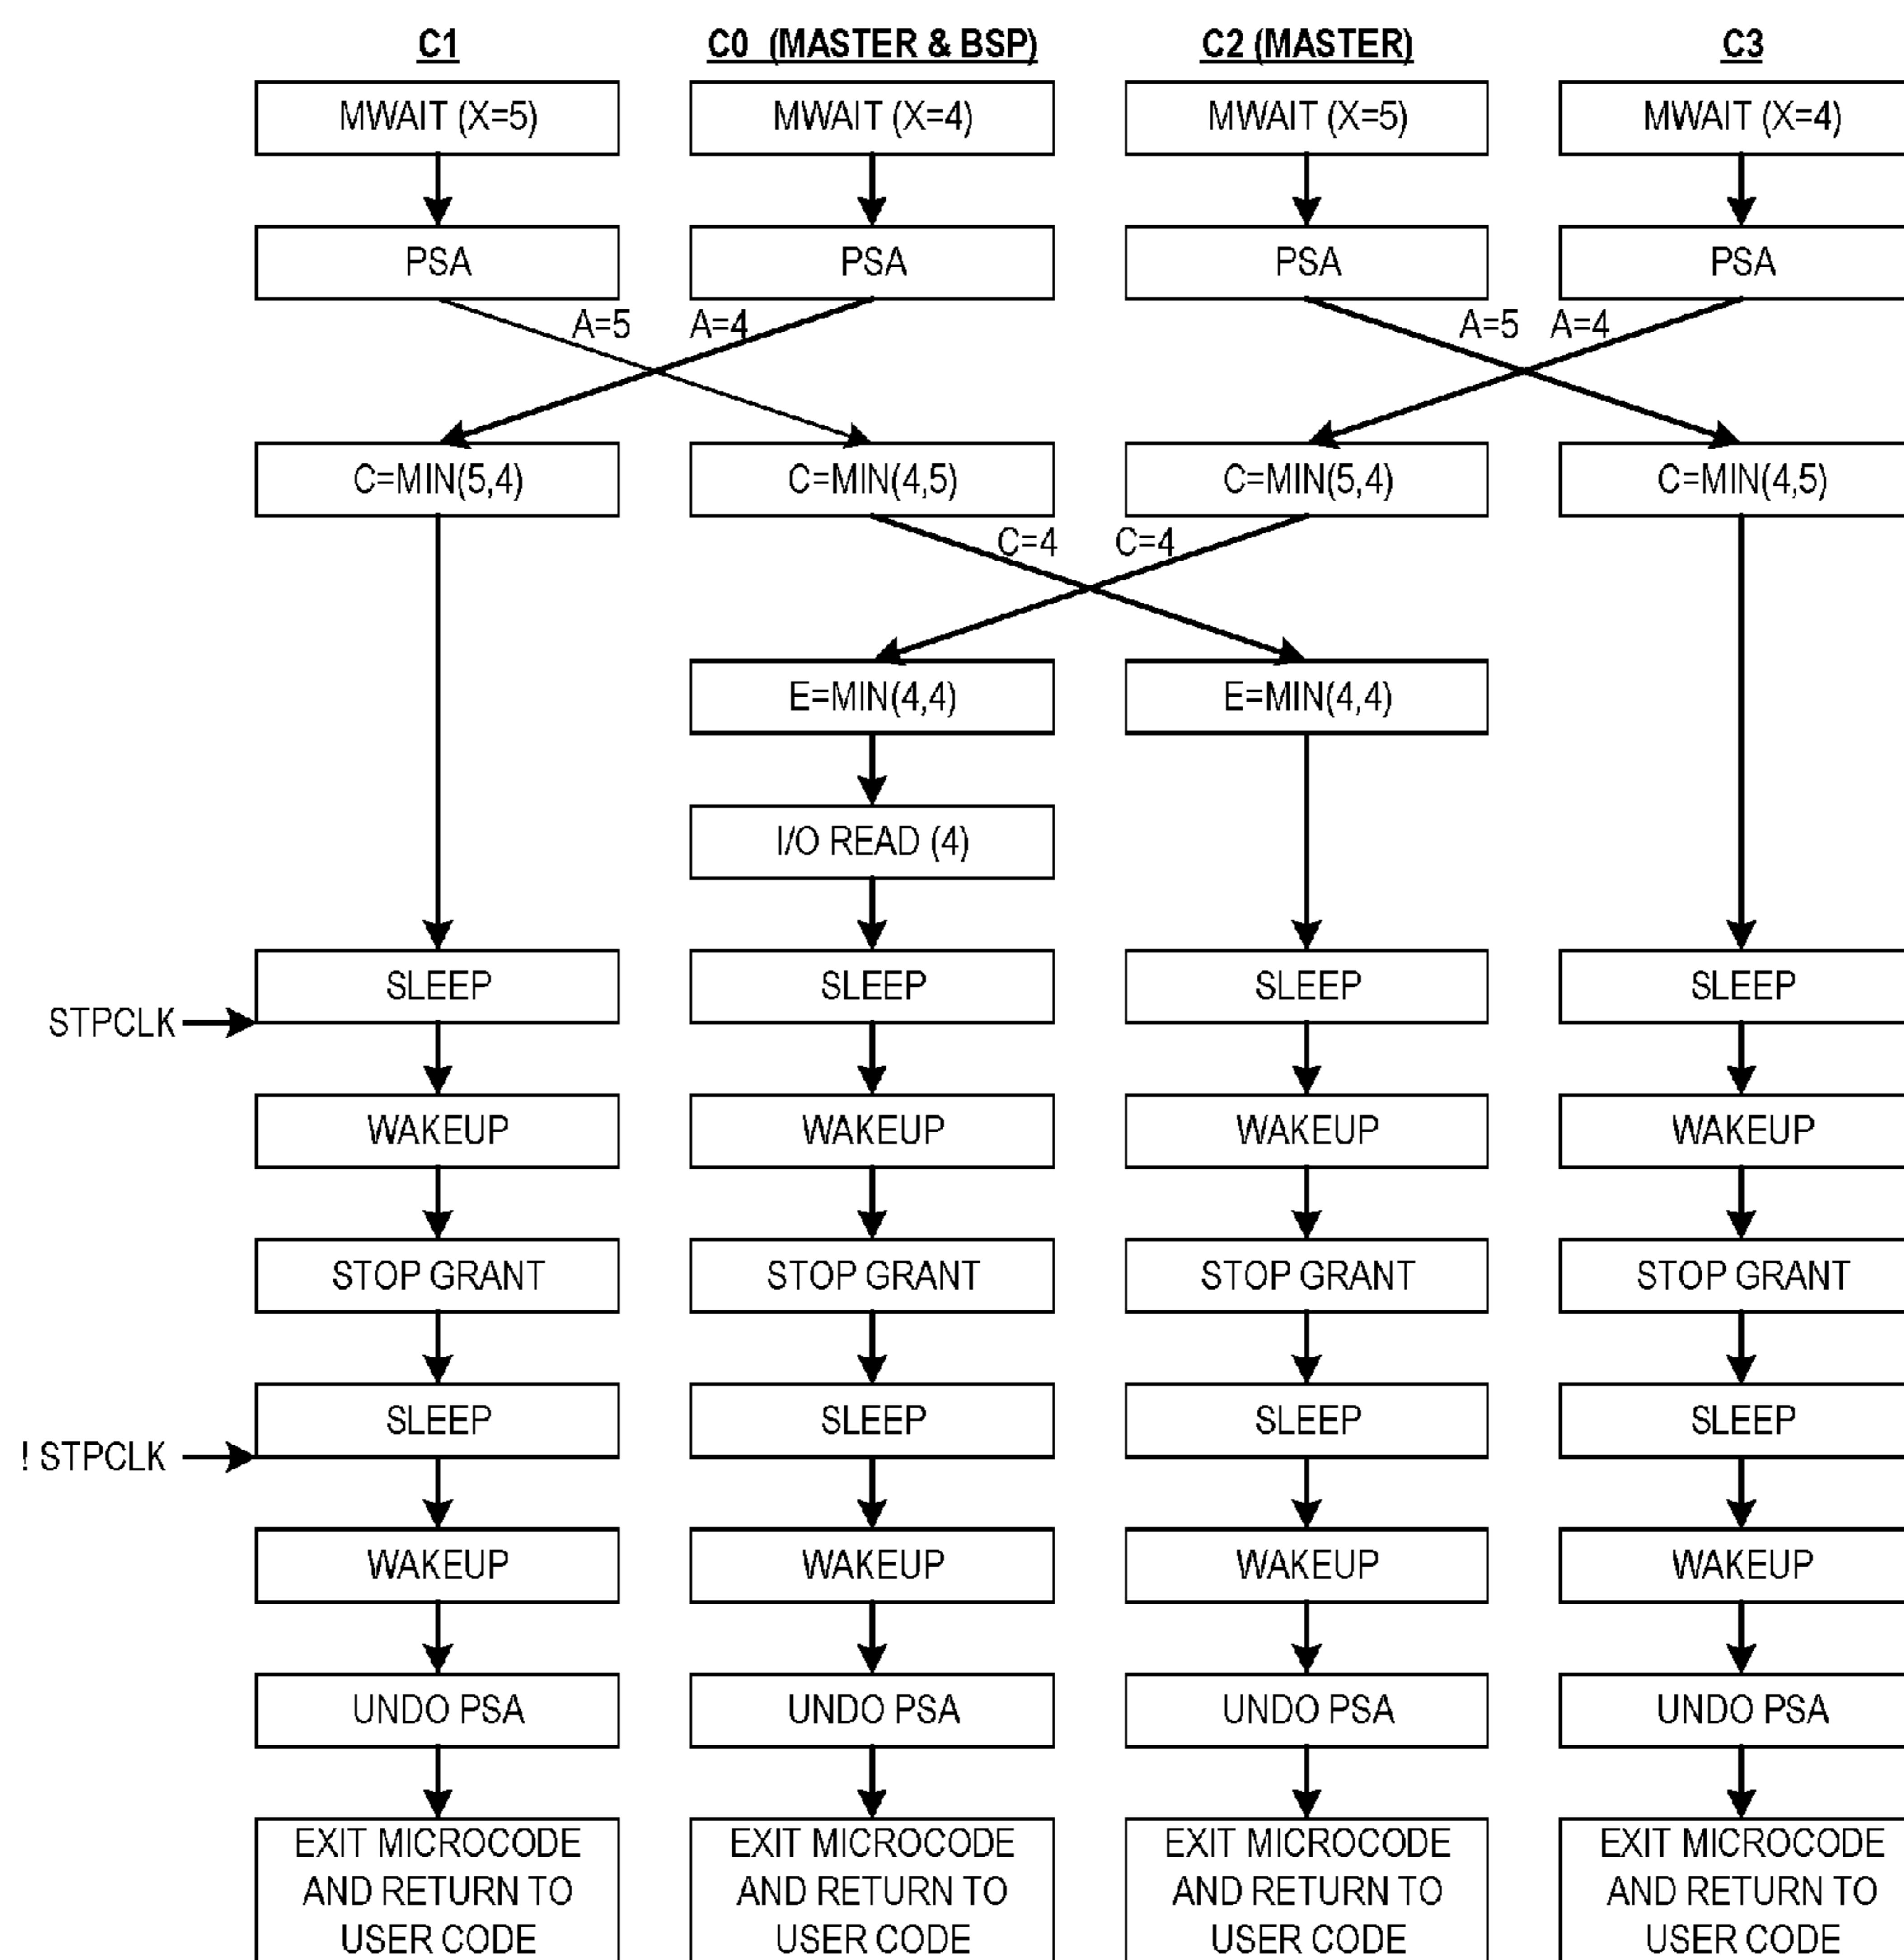 C1
C0 (MASTER & BSP)
C2 (MASTER)
C3
MWAIT (X=5)
MWAIT (X=4)
MWAIT (X=5)
MWAIT (X=4)
PSA
PSA
PSA
PSA
A=5
A=4
A=5
A=4
C=MIN(5,4)
C=MIN(4,5)
C=MIN(5,4)
C=MIN(4,5)
C=4
C=4
E=MIN(4,4)
E=MIN(4,4)
I/O READ (4)
SLEEP
SLEEP
SLEEP
SLEEP
STPCLK
WAKEUP
WAKEUP
WAKEUP
WAKEUP
STOP GRANT
STOP GRANT
STOP GRANT
STOP GRANT
SLEEP
SLEEP
SLEEP
SLEEP
! STPCLK
WAKEUP
WAKEUP
WAKEUP
WAKEUP
UNDO PSA
UNDO PSA
UNDO PSA
UNDO PSA
EXIT MICROCODE
AND RETURN TO
USER CODE
EXIT MICROCODE
AND RETURN TO
USER CODE
EXIT MICROCODE
AND RETURN TO
USER CODE
EXIT MICROCODE
AND RETURN TO
USER CODE